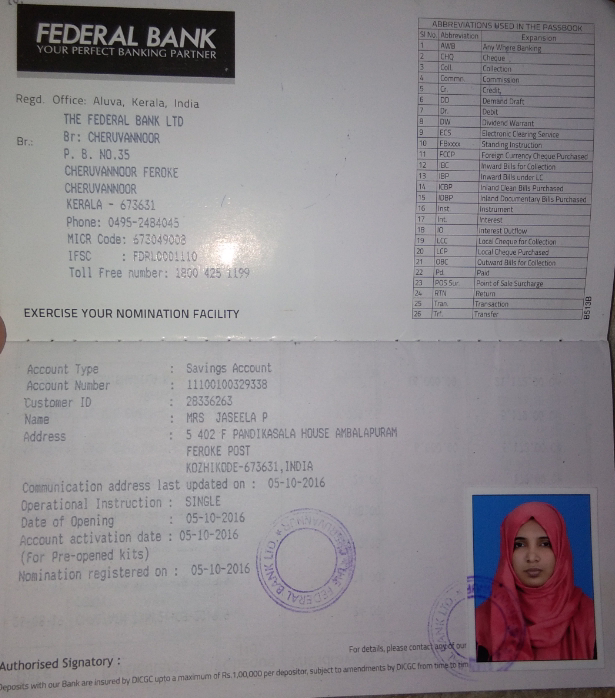 FEDERAL BANK
YOUR PERFECT BANKING PARTNER
Regd. Office: Aluva, Kerala, India
THE FEDERAL BANK LTD
Br.: Br: CHERUVANNOOR
P. B. NO.35
CHERUVANNOOR FEROKE
CHERUVANNOOR
KERALA - 673631
Phone: 0495-2484045
MICR Code: 673049008
IFSC : FDRL0001110
Toll Free number: 1800 425 1199
EXERCISE YOUR NOMINATION FACILITY
ABBREVIATIONS USED IN THE PASSBOOK
Sl No. Abbreviation Expansion
1 AWB Any Where Banking
2 CHQ Cheque
3 Coll. Collection
4 Commn. Commission
5 Cr. Credit
6 DD Demand Draft
7 Dr. Debit
8 DW Dividend Warrant
9 ECS Electronic Clearing Service
10 FBIxxx Standing Instruction
11 FCCP Foreign Currency Cheque Purchased
12 IBC Inward Bills for Collection
13 IBP Inward Bills under LC
14 ICBP Inland Clean Bills Purchased
15 IDBP Inland Documentary Bills Purchased
16 Inst Instrument
17 Int. Interest
18 IO Interest Outflow
19 LCC Local Cheque for Collection
20 LCP Local Cheque Purchased
21 OBC Outward Bills for Collection
22 Pd. Paid
23 POS Sur. Point of Sale Surcharge
24 RTN Return
25 Tran. Transaction
26 Trf. Transfer
B513B
Account Type : Savings Account
Account Number : 11100100329338
Customer ID : 28336263
Name : MRS JASEELA P
Address : 5 402 F PANDIKASALA HOUSE AMBALAPURAM
FEROKE POST
KOZHIKODE-673631,INDIA
Communication address last updated on : 05-10-2016
Operational Instruction : SINGLE
Date of Opening : 05-10-2016
Account activation date : 05-10-2016
(For Pre-opened kits)
Nomination registered on : 05-10-2016
THE FEDERAL BANK LTD.
BANK LTD
For details, please contact any of our
Authorised Signatory :
Deposits with our Bank are insured by DICGC upto a maximum of Rs.1,00,000 per depositor, subject to amendments by DICGC from time to tim